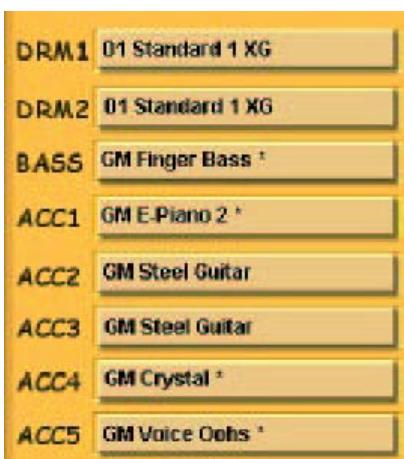 DRM1 01 Standard 1 XG
DRM2 01 Standard 1 XG
BASS GM Finger Bass *
ACC1 GM E-Piano 2 *
ACC2 GM Steel Guitar
ACC3 GM Steel Guitar
ACC4 GM Crystal *
ACC5 GM Voice Oohs *